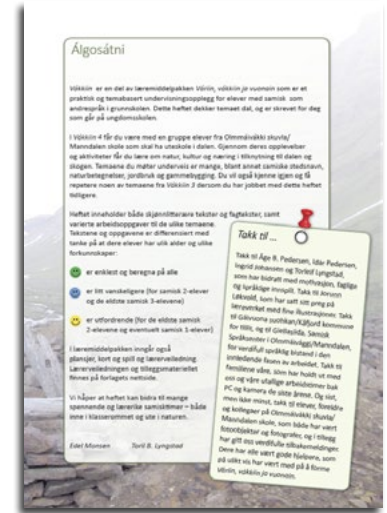 Álgosátni
Vákkiin er en del av læremiddelpakken Váriin, vákkiin ja vuonain som er et
praktisk og temabasert undervisningsopplegg for elever med samisk som
andrespråk i grunnskolen. Dette heftet dekker temaet dal, og er skrevet for deg
som går på ungdomsskolen.
I Vákkiin 4 får du være med en gruppe elever fra Olmmáivákki skuvla/
Manndalen skole som skal ha uteskole i dalen. Gjennom deres opplevelser
og aktiviteter får du lære om natur, kultur og næring i tilknytning til dalen og
skogen. Temaene du møter underveis er mange, blant annet samiske stedsnavn,
naturbetegnelser, jordbruk og gammebygging. Du vil også kjenne igjen og få
repetere noen av temaene fra Vákkiin 3 dersom du har jobbet med dette heftet
tidligere.
Heftet inneholder både skjønnlitterære tekster og fagtekster, samt
varierte arbeidsoppgaver til de ulike temaene.
Tekstene og oppgavene er differensiert med
tanke på at dere elever har ulik alder og ulike
forkunnskaper:
er enklest og beregna på alle
er litt vanskeligere (for samisk 2-elever
og de eldste samisk 3-elevene)
er utfordrende (for de eldste samisk
2-elevene og eventuelt samisk 1-elever)
I læremiddelpakken inngår også
plansjer, kort og spill og lærerveiledning.
Lærerveiledningen og tilleggsmateriellet
finnes på forlagets nettside.
Vi håper at heftet kan bidra til mange
spennende og lærerike samisktimer – både
inne i klasserommet og ute i naturen.
Edel Monsen Toril B. Lyngstad
Takk til ...
Takk til Åge B. Pedersen, Idar Pedersen,
Ingrid Johansen og Torleif Lyngstad,
som har bidratt med motivasjon, faglige
og språklige innspill. Takk til Jorunn
Løkvold, som har satt sitt preg på
læreverket med fine illustrasjoner. Takk
til Gáivuona suohkan/Kåfjord kommune
for tillit, og til Giellasiida, Samisk
Språksenter i Olmmáivággi/Manndalen,
for verdifull språklig bistand i den
innledende fasen av arbeidet. Takk til
familiene våre, som har holdt ut med
oss og våre utallige arbeidstimer bak
PC og kamera de siste årene. Og sist,
men ikke minst, takk til elever, foreldre
og kollegaer på Olmmáivákki skuvla/
Manndalen skole, som både har vært
fotoobjekter og fotografer, og i tillegg
har gitt oss verdifulle tilbakemeldinger.
Dere har alle vært gode hjelpere, som
på ulikt vis har vært med på å forme
Váriin, vákkiin ja vuonain.